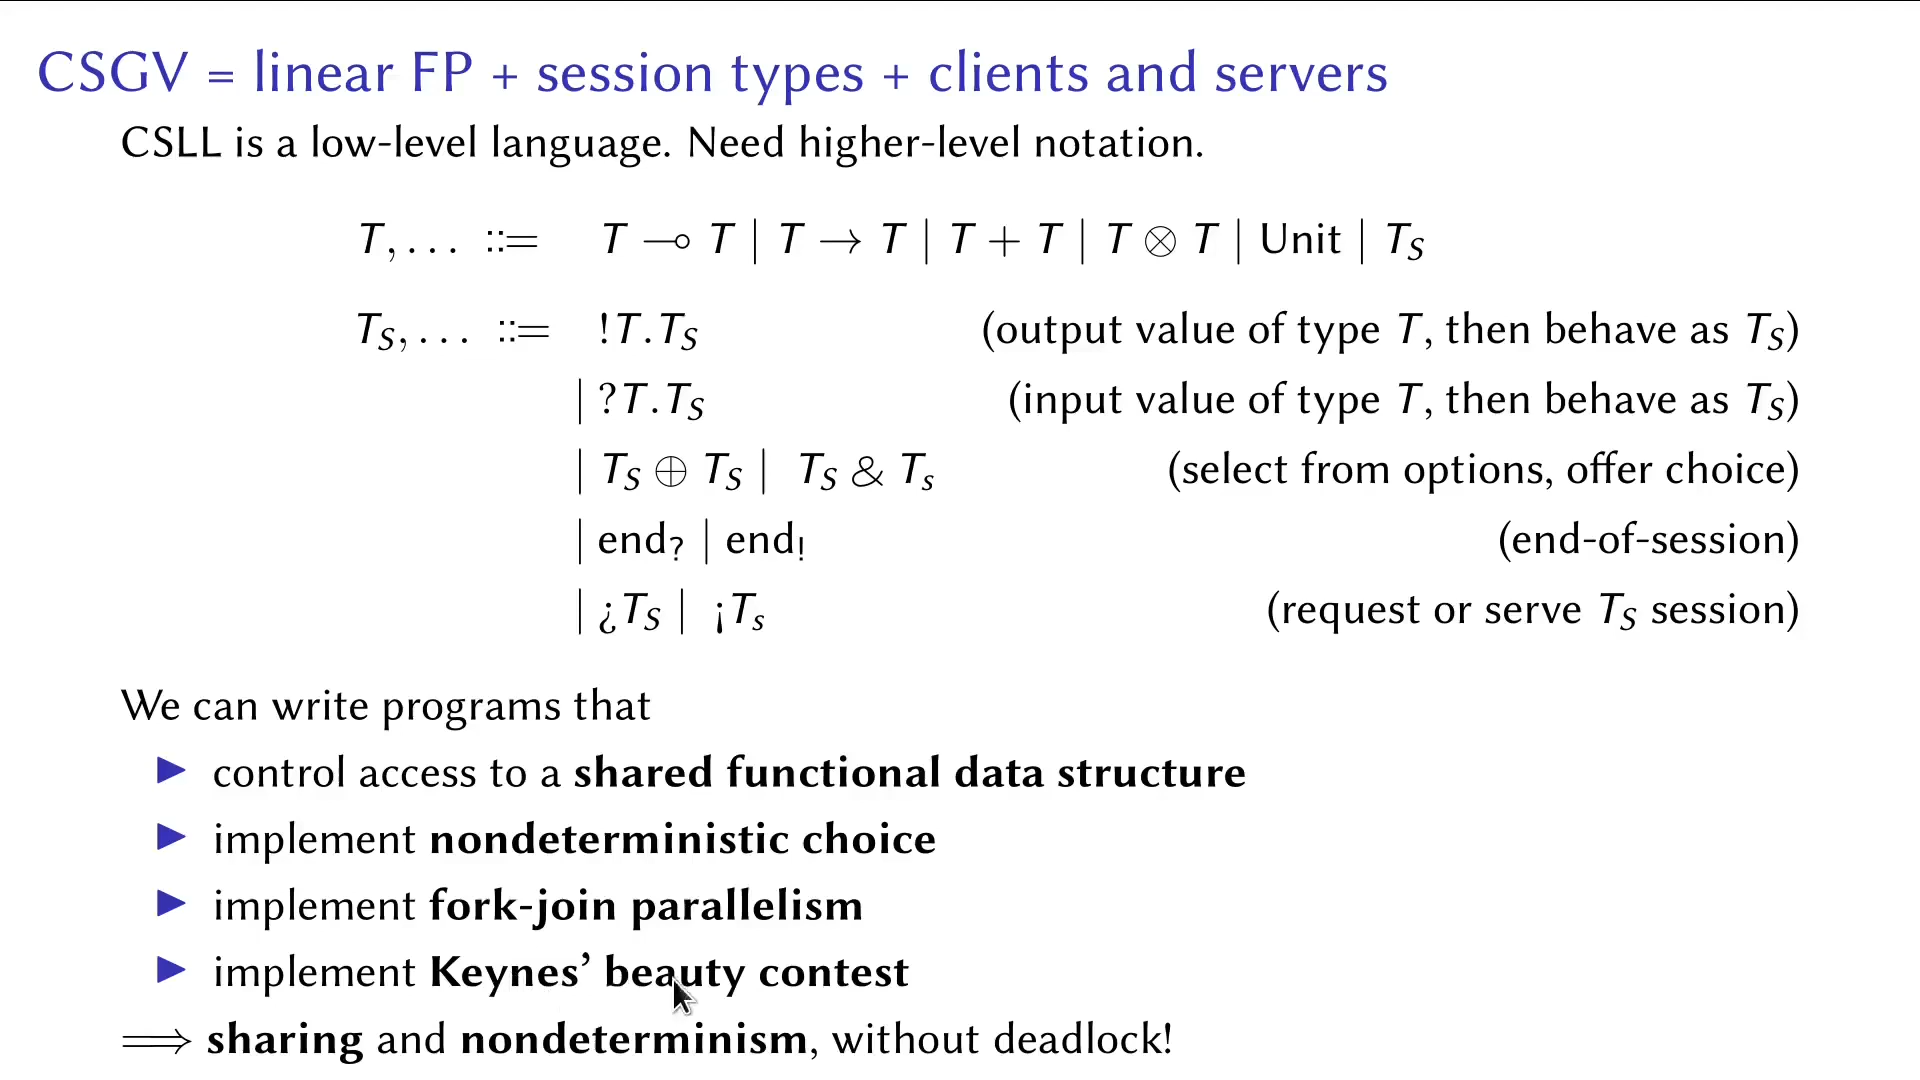 CSGV = linear FP + session types + clients and servers
CSLL is a low-level language. Need higher-level notation.
T, … ::= T ⊸ T | T → T | T + T | T ⊗ T | Unit | T_S
T_S, … ::= !T.T_S (output value of type T, then behave as T_S)
| ?T.T_S (input value of type T, then behave as T_S)
| T_S ⊕ T_S | T_S & T_s (select from options, offer choice)
| end_? | end_! (end-of-session)
| ¿T_S | ¡T_s (request or serve T_S session)
We can write programs that
▶ control access to a shared functional data structure
▶ implement nondeterministic choice
▶ implement fork-join parallelism
▶ implement Keynes’ beauty contest
⟹ sharing and nondeterminism, without deadlock!